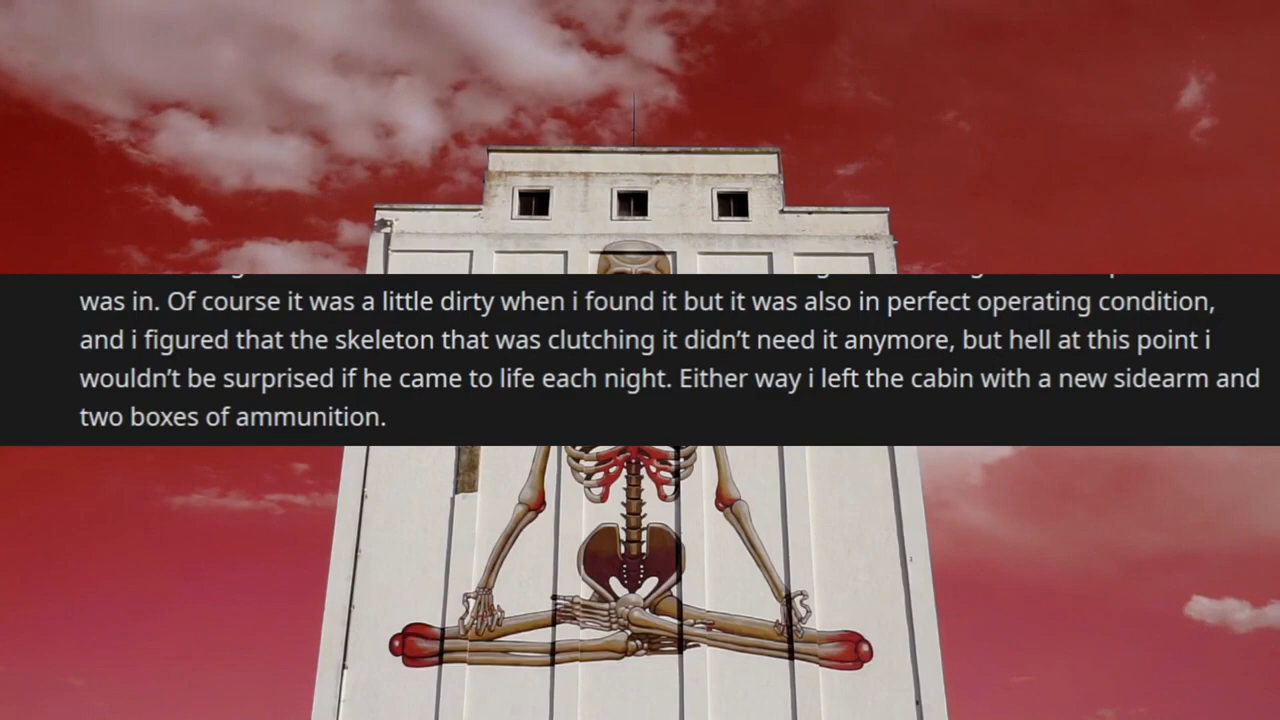 was in. Of course it was a little dirty when i found it but it was also in perfect operating condition,
and i figured that the skeleton that was clutching it didn’t need it anymore, but hell at this point i
wouldn’t be surprised if he came to life each night. Either way i left the cabin with a new sidearm and
two boxes of ammunition.